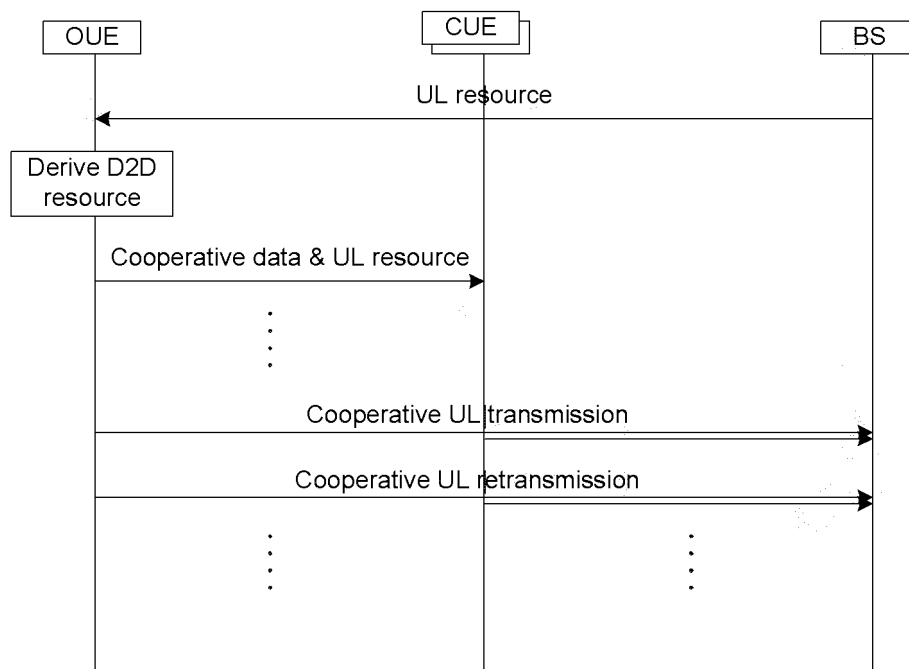 OUE
CUE
BS
UL resource
Derive D2D
resource
Cooperative data & UL resource
Cooperative UL transmission
Cooperative UL retransmission